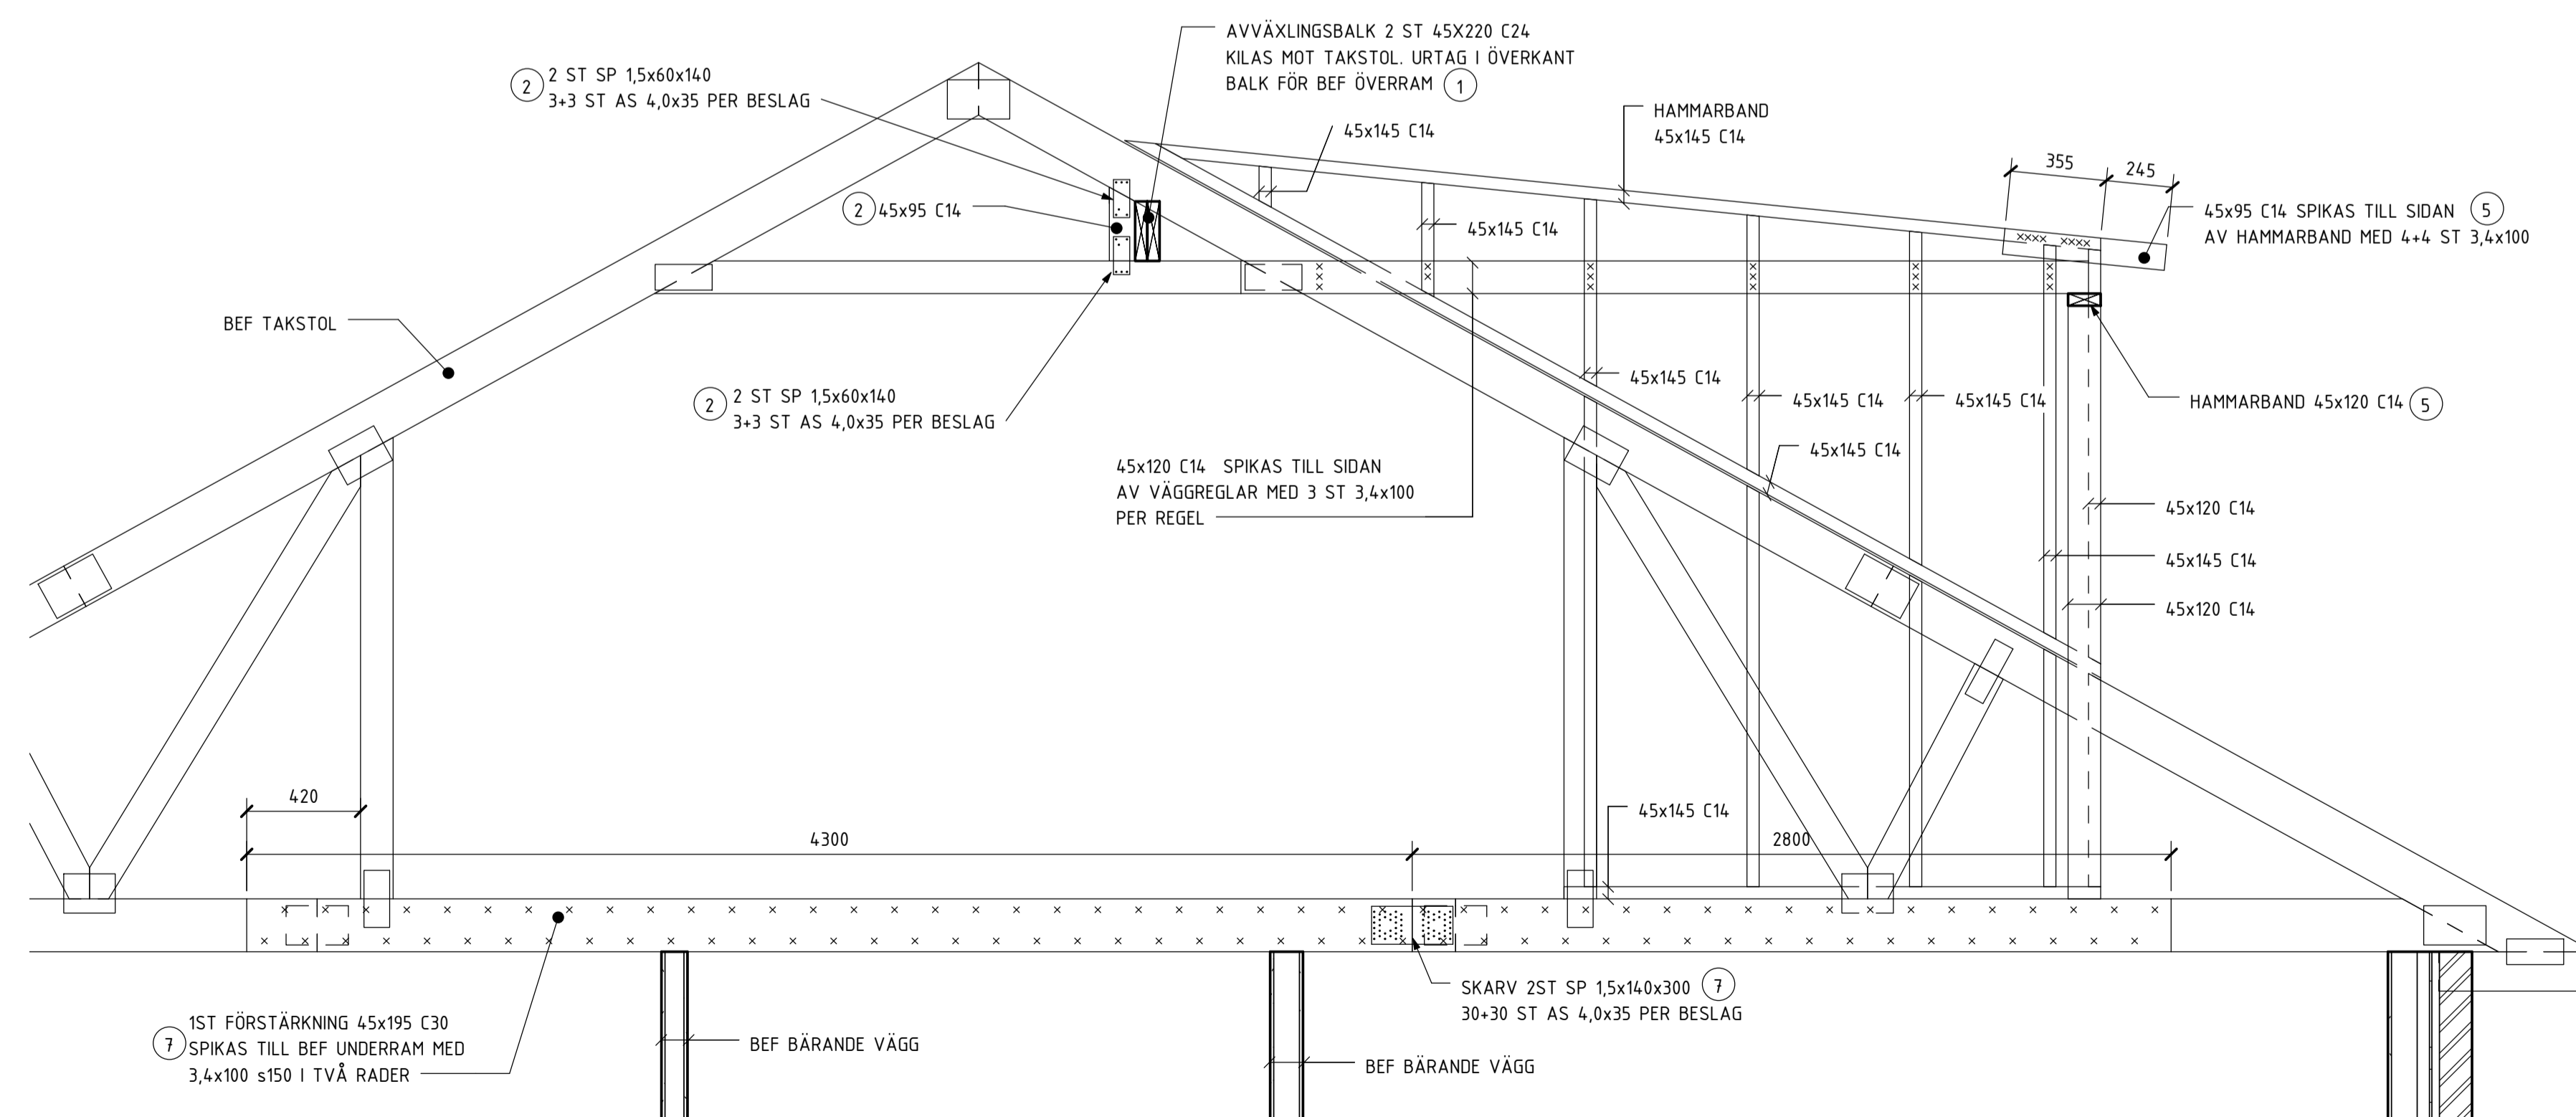 AVVÄXLINGSBALK 2 ST 45X220 C24
KILAS MOT TAKSTOL. URTAG I ÖVERKANT
BALK FÖR BEF ÖVERRAM 1
2 2 ST SP 1,5x60x140
3+3 ST AS 4,0x35 PER BESLAG
45x145 C14
HAMMARBAND
45x145 C14
355
245
2 45x95 C14
45x145 C14
45x95 C14 SPIKAS TILL SIDAN 5
AV HAMMARBAND MED 4+4 ST 3,4x100
BEF TAKSTOL
2 2 ST SP 1,5x60x140
3+3 ST AS 4,0x35 PER BESLAG
45x145 C14
45x145 C14
45x145 C14
HAMMARBAND 45x120 C14 5
45x145 C14
45x120 C14 SPIKAS TILL SIDAN
AV VÄGGREGLAR MED 3 ST 3,4x100
PER REGEL
45x120 C14
45x145 C14
45x120 C14
420
4300
45x145 C14
2800
SKARV 2ST SP 1,5x140x300 7
30+30 ST AS 4,0x35 PER BESLAG
7 1ST FÖRSTÄRKNING 45x195 C30
SPIKAS TILL BEF UNDERRAM MED
3,4x100 s150 I TVÅ RADER
BEF BÄRANDE VÄGG
BEF BÄRANDE VÄGG